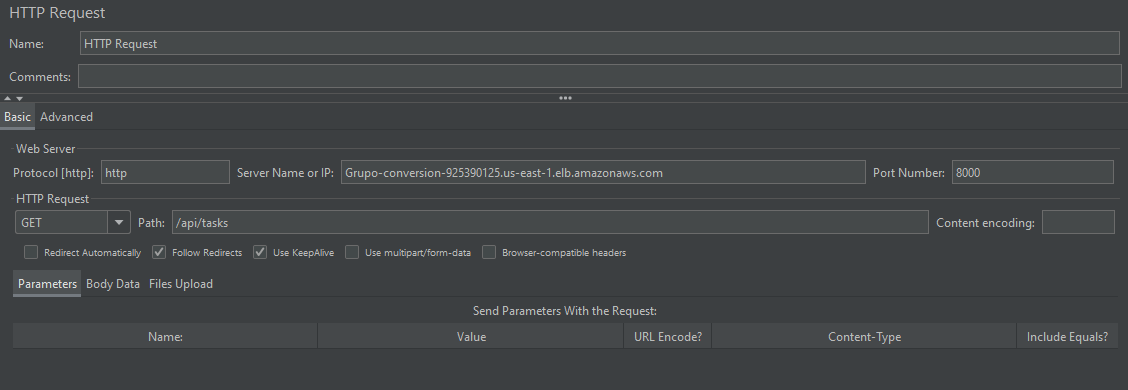 HTTP Request
Name: HTTP Request
Comments:
Basic Advanced
Web Server
Protocol [http]: http Server Name or IP: Grupo-conversion-925390125.us-east-1.elb.amazonaws.com Port Number: 8000
HTTP Request
GET Path: /api/tasks Content encoding:
Redirect Automatically Follow Redirects Use KeepAlive Use multipart/form-data Browser-compatible headers
Parameters Body Data Files Upload
Send Parameters With the Request:
Name: Value URL Encode? Content-Type Include Equals?